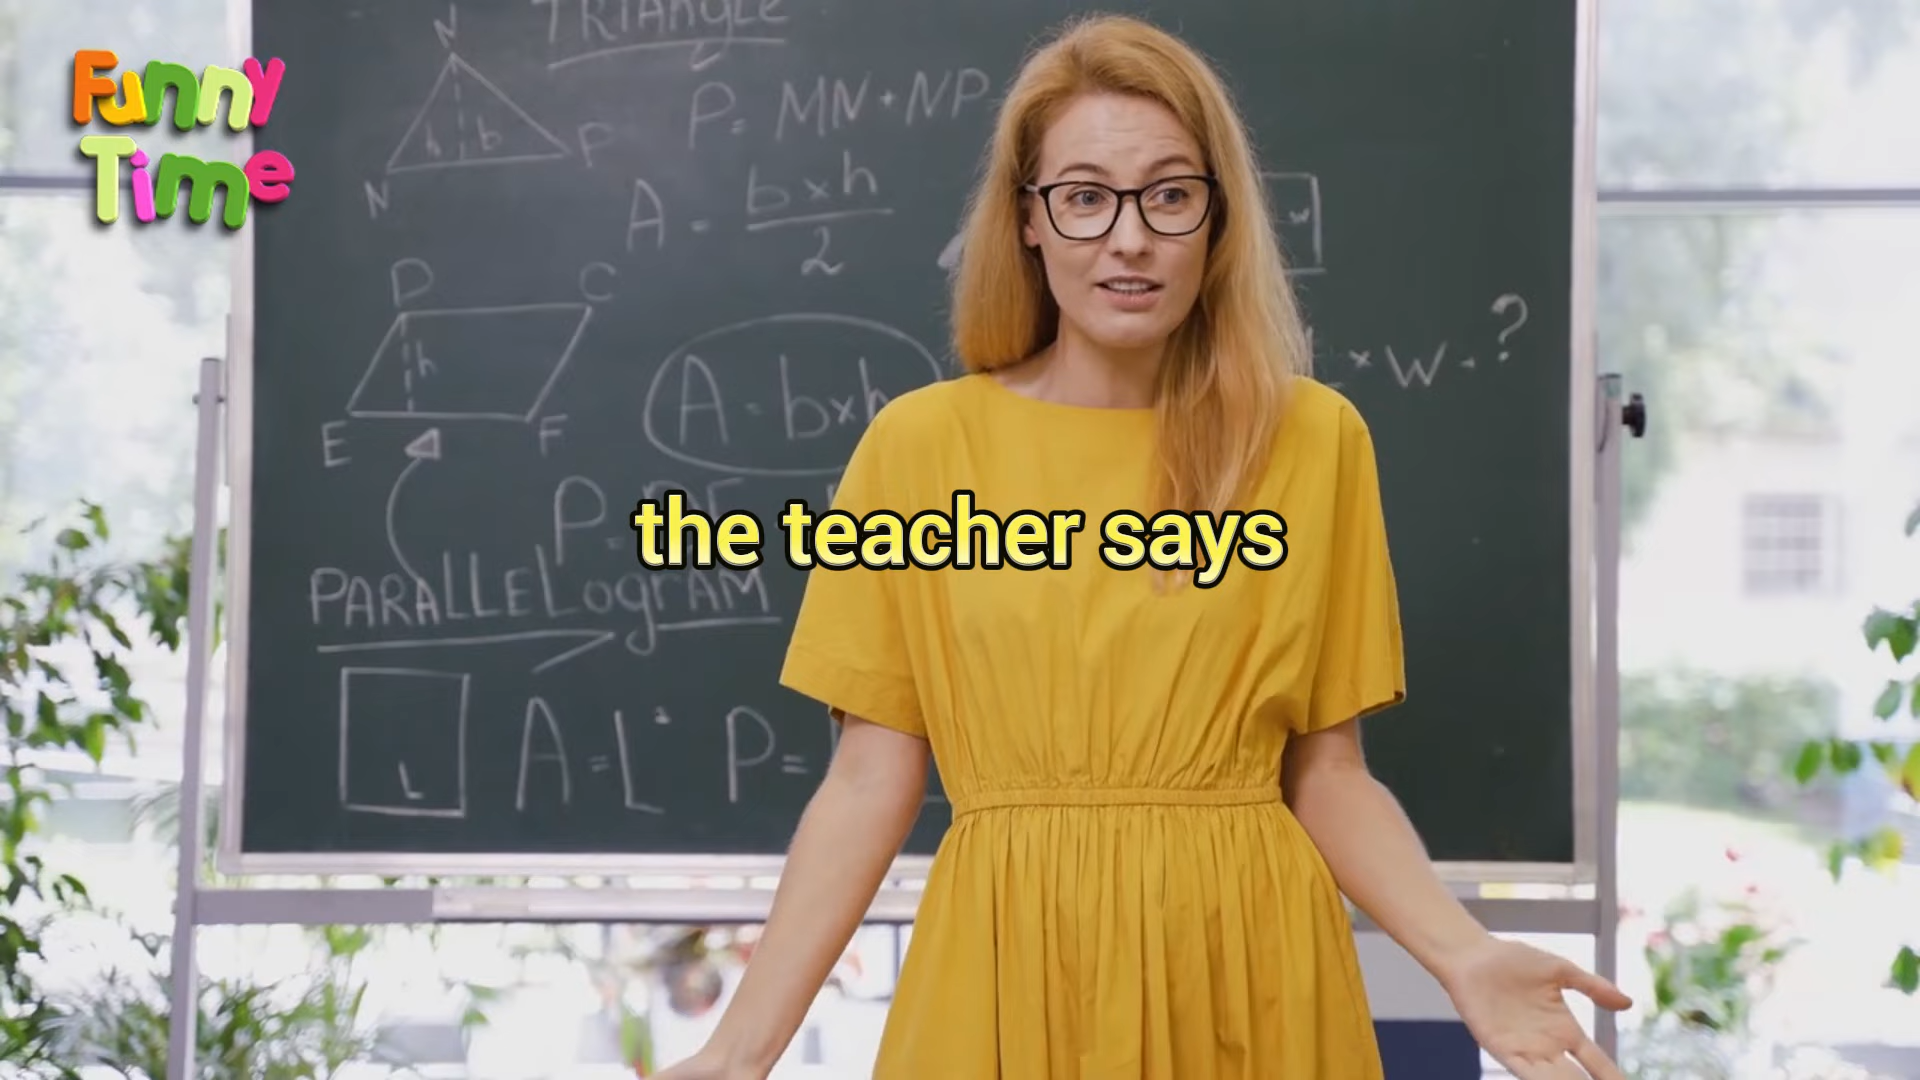 Funny
Time
TRIANGLE
N
h b
P
N
P = MN + NP
A = b×h
2
D C
h
E F
A = b×h
× W = ?
P =
PARALLELogrAM
the teacher says
L
A = L²
P =